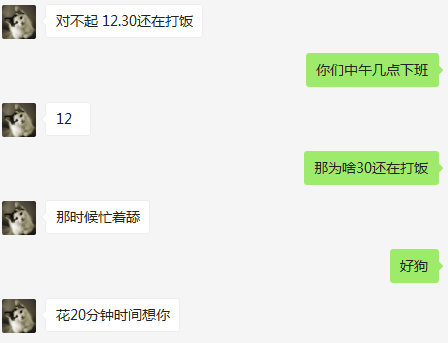 对不起 12.30还在打饭
你们中午几点下班
12
那为啥30还在打饭
那时候忙着舔
好狗
花20分钟时间想你